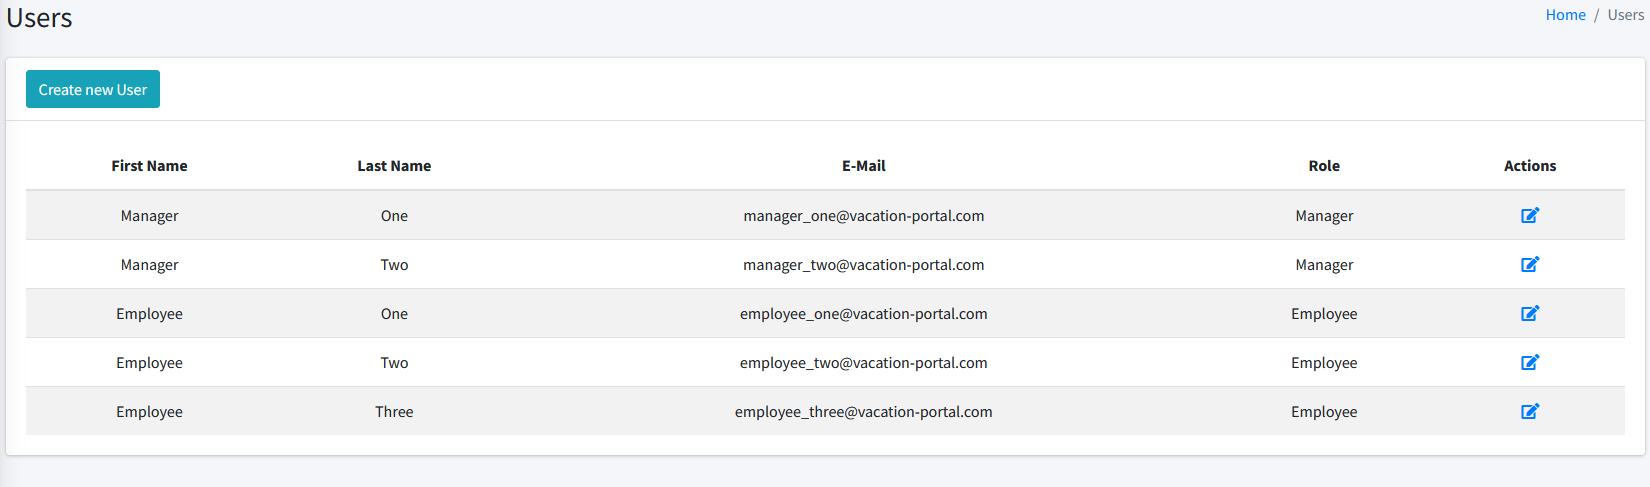 Users
Home / Users
Create new User
First Name Last Name E-Mail Role Actions
Manager One manager_one@vacation-portal.com Manager
Manager Two manager_two@vacation-portal.com Manager
Employee One employee_one@vacation-portal.com Employee
Employee Two employee_two@vacation-portal.com Employee
Employee Three employee_three@vacation-portal.com Employee